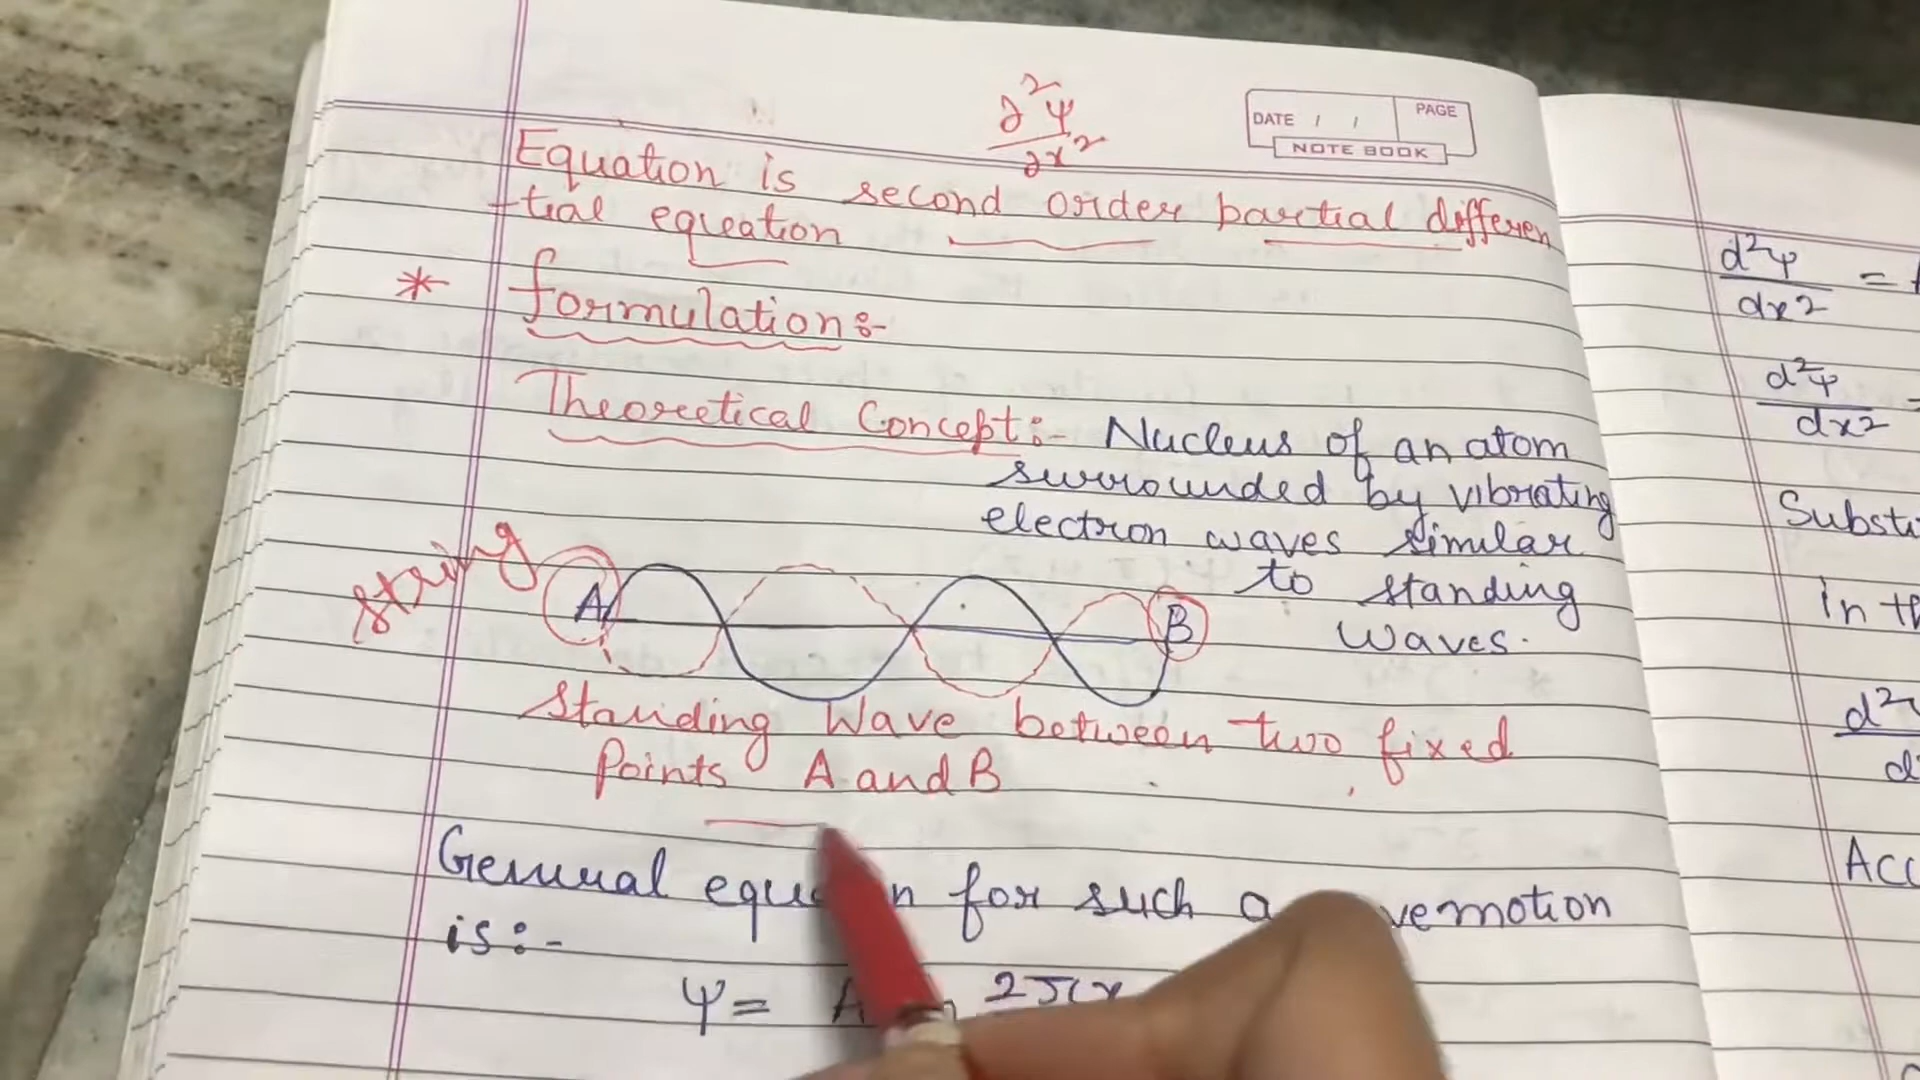 ∂²ψ
∂x²
DATE / /
PAGE
NOTE BOOK
Equation is second order partial differen
-tial equation
* formulation:-
Theoretical Concept:- Nucleus of an atom
surrounded by vibrating
electron waves similar
to standing
waves.
string
A
B
Standing Wave between two fixed
Points A and B
General equ n for such a vemotion
is:-
ψ = A 2πx
d²ψ =
dx2
d²ψ
dx2
Substi
in th
d²
d
Acc